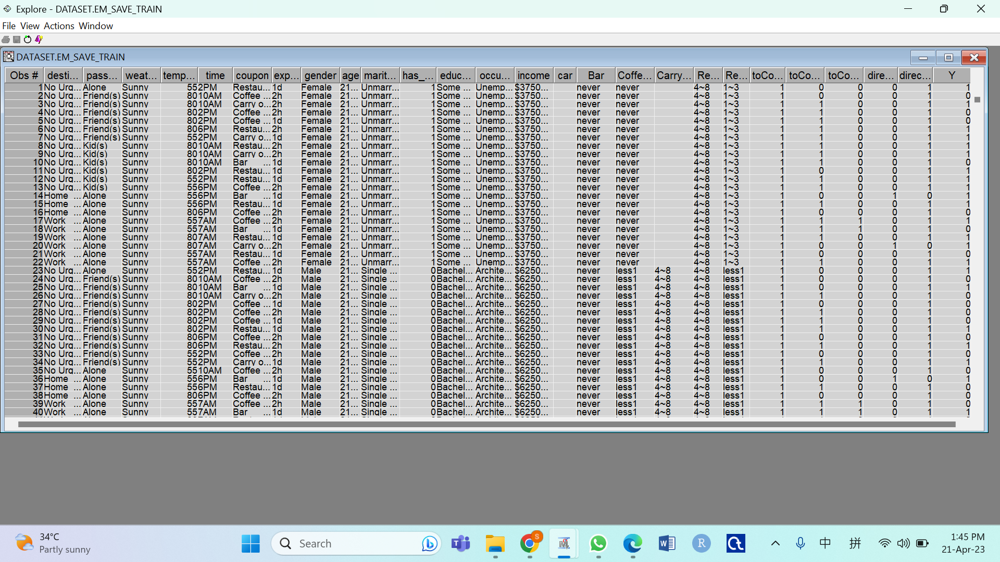 Explore - DATASET.EM_SAVE_TRAIN
File View Actions Window
DATASET.EM_SAVE_TRAIN
Obs # desti... pass... weat... temp... time coupon exp... gender age marit... has_... educ... occu... income car Bar Coffe... Carry... Re... Re... toCo... toCo... toCo... dire... direc... Y
1 No Urg... Alone Sunny 55 2PM Restau... 1d Female 21... Unmarr... 1 Some ... Unemp... $3750... never never 4~8 1~3 1 0 0 0 1 1
2 No Urg... Friend(s) Sunny 80 10AM Coffee ... 2h Female 21... Unmarr... 1 Some ... Unemp... $3750... never never 4~8 1~3 1 0 0 0 1 0
3 No Urg... Friend(s) Sunny 80 10AM Carry o... 2h Female 21... Unmarr... 1 Some ... Unemp... $3750... never never 4~8 1~3 1 1 0 0 1 1
4 No Urg... Friend(s) Sunny 80 2PM Coffee ... 2h Female 21... Unmarr... 1 Some ... Unemp... $3750... never never 4~8 1~3 1 1 0 0 1 0
5 No Urg... Friend(s) Sunny 80 2PM Coffee ... 1d Female 21... Unmarr... 1 Some ... Unemp... $3750... never never 4~8 1~3 1 1 0 0 1 0
6 No Urg... Friend(s) Sunny 80 6PM Restau... 2h Female 21... Unmarr... 1 Some ... Unemp... $3750... never never 4~8 1~3 1 1 0 0 1 1
7 No Urg... Friend(s) Sunny 55 2PM Carry o... 1d Female 21... Unmarr... 1 Some ... Unemp... $3750... never never 4~8 1~3 1 1 0 0 1 1
8 No Urg... Kid(s) Sunny 80 10AM Restau... 2h Female 21... Unmarr... 1 Some ... Unemp... $3750... never never 4~8 1~3 1 1 0 0 1 1
9 No Urg... Kid(s) Sunny 80 10AM Carry o... 2h Female 21... Unmarr... 1 Some ... Unemp... $3750... never never 4~8 1~3 1 1 0 0 1 1
10 No Urg... Kid(s) Sunny 80 10AM Bar ... 1d Female 21... Unmarr... 1 Some ... Unemp... $3750... never never 4~8 1~3 1 1 0 0 1 0
11 No Urg... Kid(s) Sunny 80 2PM Restau... 1d Female 21... Unmarr... 1 Some ... Unemp... $3750... never never 4~8 1~3 1 0 0 0 1 1
12 No Urg... Kid(s) Sunny 55 2PM Restau... 1d Female 21... Unmarr... 1 Some ... Unemp... $3750... never never 4~8 1~3 1 1 0 0 1 1
13 No Urg... Kid(s) Sunny 55 6PM Coffee ... 2h Female 21... Unmarr... 1 Some ... Unemp... $3750... never never 4~8 1~3 1 1 0 0 1 1
14 Home ... Alone Sunny 55 6PM Bar ... 1d Female 21... Unmarr... 1 Some ... Unemp... $3750... never never 4~8 1~3 1 0 0 1 0 1
15 Home ... Alone Sunny 55 6PM Restau... 1d Female 21... Unmarr... 1 Some ... Unemp... $3750... never never 4~8 1~3 1 1 0 0 1 1
16 Home ... Alone Sunny 80 6PM Coffee ... 2h Female 21... Unmarr... 1 Some ... Unemp... $3750... never never 4~8 1~3 1 0 0 0 1 0
17 Work ... Alone Sunny 55 7AM Coffee ... 2h Female 21... Unmarr... 1 Some ... Unemp... $3750... never never 4~8 1~3 1 1 1 0 1 1
18 Work ... Alone Sunny 55 7AM Bar ... 1d Female 21... Unmarr... 1 Some ... Unemp... $3750... never never 4~8 1~3 1 1 1 0 1 0
19 Work ... Alone Sunny 80 7AM Restau... 2h Female 21... Unmarr... 1 Some ... Unemp... $3750... never never 4~8 1~3 1 1 0 0 1 1
20 Work ... Alone Sunny 80 7AM Carry o... 2h Female 21... Unmarr... 1 Some ... Unemp... $3750... never never 4~8 1~3 1 0 0 1 0 1
21 Work ... Alone Sunny 55 7AM Restau... 1d Female 21... Unmarr... 1 Some ... Unemp... $3750... never never 4~8 1~3 1 0 0 0 1 0
22 Work ... Alone Sunny 55 7AM Coffee ... 2h Female 21... Unmarr... 1 Some ... Unemp... $3750... never never 4~8 1~3 1 1 0 0 1 1
23 No Urg... Alone Sunny 55 2PM Restau... 1d Male 21... Single ... 0 Bachel... Archite... $6250... never less1 4~8 4~8 less1 1 0 0 0 1 1
24 No Urg... Friend(s) Sunny 80 10AM Coffee ... 2h Male 21... Single ... 0 Bachel... Archite... $6250... never less1 4~8 4~8 less1 1 0 0 0 1 0
25 No Urg... Friend(s) Sunny 80 10AM Bar ... 1d Male 21... Single ... 0 Bachel... Archite... $6250... never less1 4~8 4~8 less1 1 0 0 0 1 1
26 No Urg... Friend(s) Sunny 80 10AM Carry o... 2h Male 21... Single ... 0 Bachel... Archite... $6250... never less1 4~8 4~8 less1 1 1 0 0 1 0
27 No Urg... Friend(s) Sunny 80 2PM Coffee ... 1d Male 21... Single ... 0 Bachel... Archite... $6250... never less1 4~8 4~8 less1 1 0 0 0 1 0
28 No Urg... Friend(s) Sunny 80 2PM Coffee ... 2h Male 21... Single ... 0 Bachel... Archite... $6250... never less1 4~8 4~8 less1 1 1 0 0 1 0
29 No Urg... Friend(s) Sunny 80 2PM Coffee ... 1d Male 21... Single ... 0 Bachel... Archite... $6250... never less1 4~8 4~8 less1 1 0 0 0 1 0
30 No Urg... Friend(s) Sunny 80 2PM Restau... 1d Male 21... Single ... 0 Bachel... Archite... $6250... never less1 4~8 4~8 less1 1 1 0 0 1 1
31 No Urg... Friend(s) Sunny 80 6PM Coffee ... 2h Male 21... Single ... 0 Bachel... Archite... $6250... never less1 4~8 4~8 less1 1 0 0 0 1 0
32 No Urg... Friend(s) Sunny 80 6PM Restau... 2h Male 21... Single ... 0 Bachel... Archite... $6250... never less1 4~8 4~8 less1 1 1 0 0 1 1
33 No Urg... Friend(s) Sunny 55 2PM Coffee ... 2h Male 21... Single ... 0 Bachel... Archite... $6250... never less1 4~8 4~8 less1 1 0 0 0 1 0
34 No Urg... Friend(s) Sunny 55 2PM Carry o... 1d Male 21... Single ... 0 Bachel... Archite... $6250... never less1 4~8 4~8 less1 1 1 0 0 1 1
35 No Urg... Alone Sunny 55 10AM Coffee ... 2h Male 21... Single ... 0 Bachel... Archite... $6250... never less1 4~8 4~8 less1 1 0 0 0 1 0
36 Home ... Alone Sunny 55 6PM Bar ... 1d Male 21... Single ... 0 Bachel... Archite... $6250... never less1 4~8 4~8 less1 1 0 0 1 0 1
37 Home ... Alone Sunny 55 6PM Restau... 1d Male 21... Single ... 0 Bachel... Archite... $6250... never less1 4~8 4~8 less1 1 1 0 0 1 0
38 Home ... Alone Sunny 80 6PM Coffee ... 2h Male 21... Single ... 0 Bachel... Archite... $6250... never less1 4~8 4~8 less1 1 0 0 0 1 0
39 Work ... Alone Sunny 55 7AM Coffee ... 2h Male 21... Single ... 0 Bachel... Archite... $6250... never less1 4~8 4~8 less1 1 1 1 0 1 0
40 Work ... Alone Sunny 55 7AM Bar ... 1d Male 21... Single ... 0 Bachel... Archite... $6250... never less1 4~8 4~8 less1 1 1 1 0 1 1
34°C
Partly sunny
Search
S
中
拼
1:45 PM
21-Apr-23